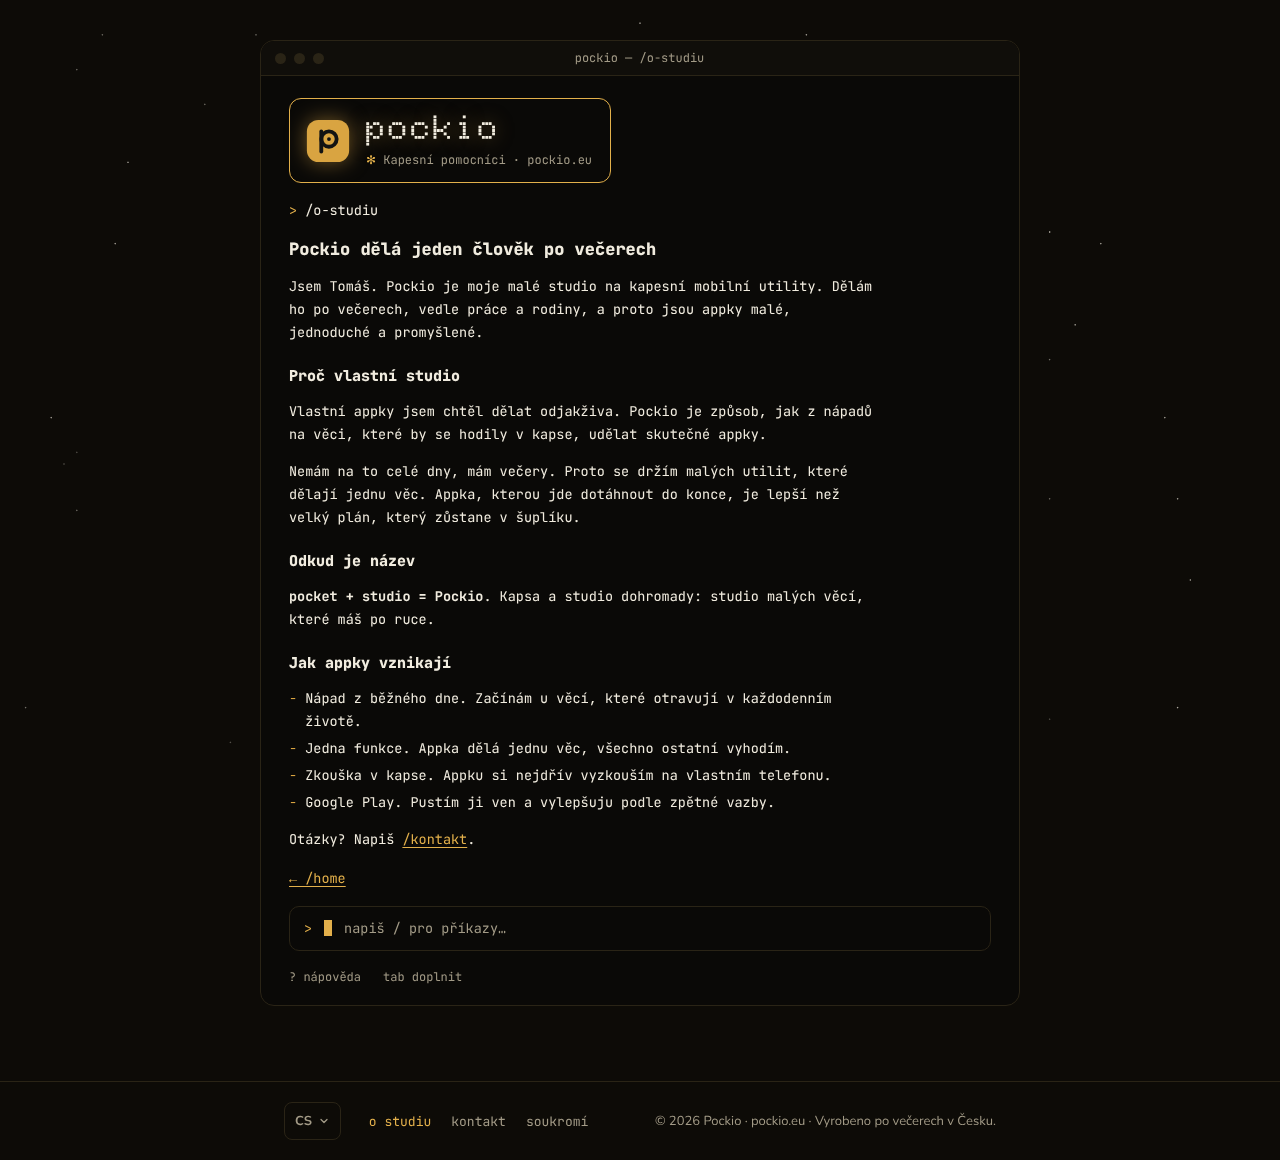 pockio — /o-studiu
p
pockio
✻ Kapesní pomocníci · pockio.eu
> /o-studiu
Pockio dělá jeden člověk po večerech
Jsem Tomáš. Pockio je moje malé studio na kapesní mobilní utility. Dělám
ho po večerech, vedle práce a rodiny, a proto jsou appky malé,
jednoduché a promyšlené.
Proč vlastní studio
Vlastní appky jsem chtěl dělat odjakživa. Pockio je způsob, jak z nápadů
na věci, které by se hodily v kapse, udělat skutečné appky.
Nemám na to celé dny, mám večery. Proto se držím malých utilit, které
dělají jednu věc. Appka, kterou jde dotáhnout do konce, je lepší než
velký plán, který zůstane v šuplíku.
Odkud je název
pocket + studio = Pockio. Kapsa a studio dohromady: studio malých věcí,
které máš po ruce.
Jak appky vznikají
- Nápad z běžného dne. Začínám u věcí, které otravují v každodenním
životě.
- Jedna funkce. Appka dělá jednu věc, všechno ostatní vyhodím.
- Zkouška v kapse. Appku si nejdřív vyzkouším na vlastním telefonu.
- Google Play. Pustím ji ven a vylepšuju podle zpětné vazby.
Otázky? Napiš /kontakt.
← /home
> napiš / pro příkazy…
? nápověda tab doplnit
CS o studiu kontakt soukromí © 2026 Pockio · pockio.eu · Vyrobeno po večerech v Česku.